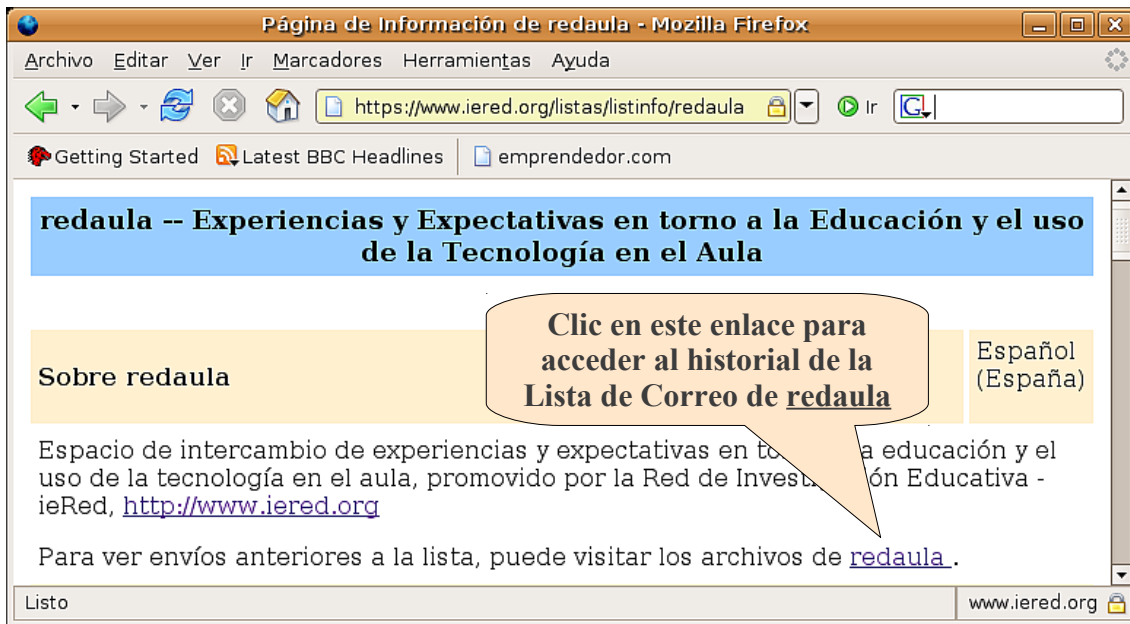 Página de Información de redaula - Mozilla Firefox
Archivo Editar Ver Ir Marcadores Herramientas Ayuda
https://www.iered.org/listas/listinfo/redaula Ir G
Getting Started Latest BBC Headlines emprendedor.com
redaula -- Experiencias y Expectativas en torno a la Educación y el uso
de la Tecnología en el Aula
Clic en este enlace para
acceder al historial de la
Lista de Correo de redaula
Sobre redaula
Español
(España)
Espacio de intercambio de experiencias y expectativas en to a educación y el
uso de la tecnología en el aula, promovido por la Red de Invest ón Educativa -
ieRed, http://www.iered.org
Para ver envíos anteriores a la lista, puede visitar los archivos de redaula .
Listo www.iered.org